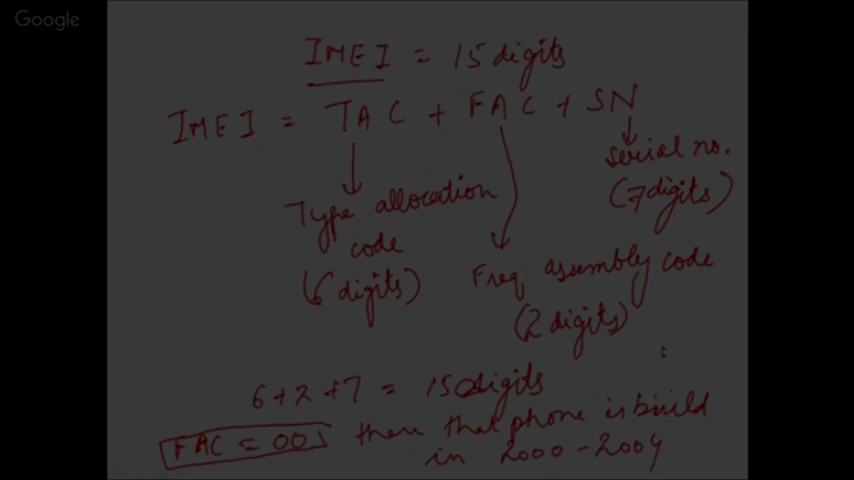 Google
IMEI = 15 digits
IMEI = TAC + FAC + SN
serial no.
(7 digits)
Type allocation
code
(6 digits)
Freq. assembly code
(2 digits)
6+2+7 = 15 digits
FAC = 00 then that phone is build
in 2000-2004